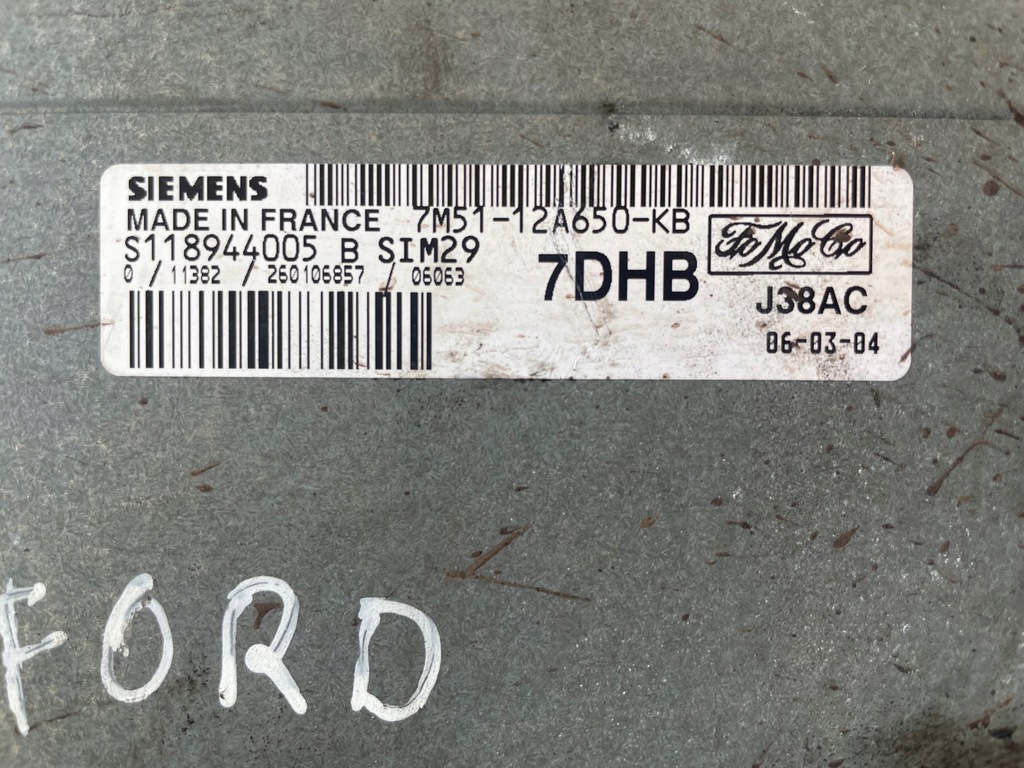 SIEMENS
MADE IN FRANCE 7M51-12A650-KB
S118944005 B SIM29
0 / 11382 / 260106857 / 06063
7DHB
FoMoCo
J38AC
06-03-04
FORD